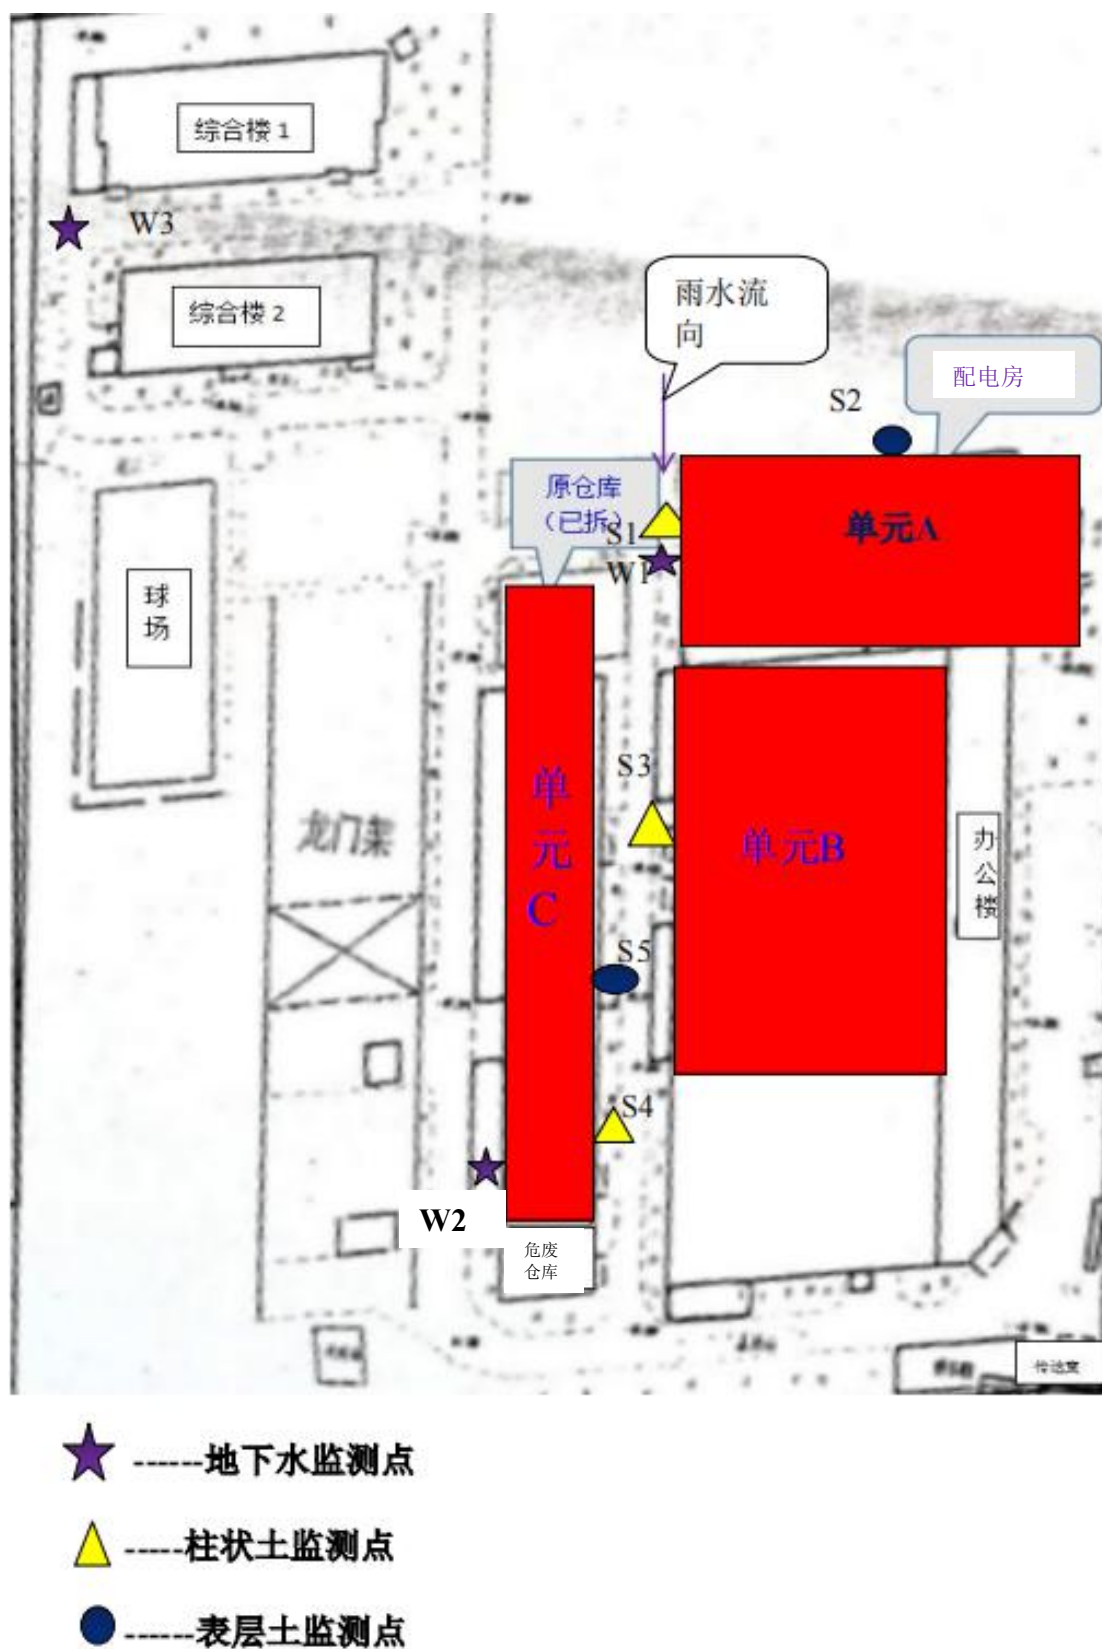 综合楼 1
W3
综合楼 2
雨水流
向
配电房
S2
原仓库
（已拆）
S1
W1
单元A
球
场
单
元
C
S3
单元B
龙门架
办
公
楼
S5
S4
W2
危废
仓库
传达室
------地下水监测点
-----柱状土监测点
------表层土监测点